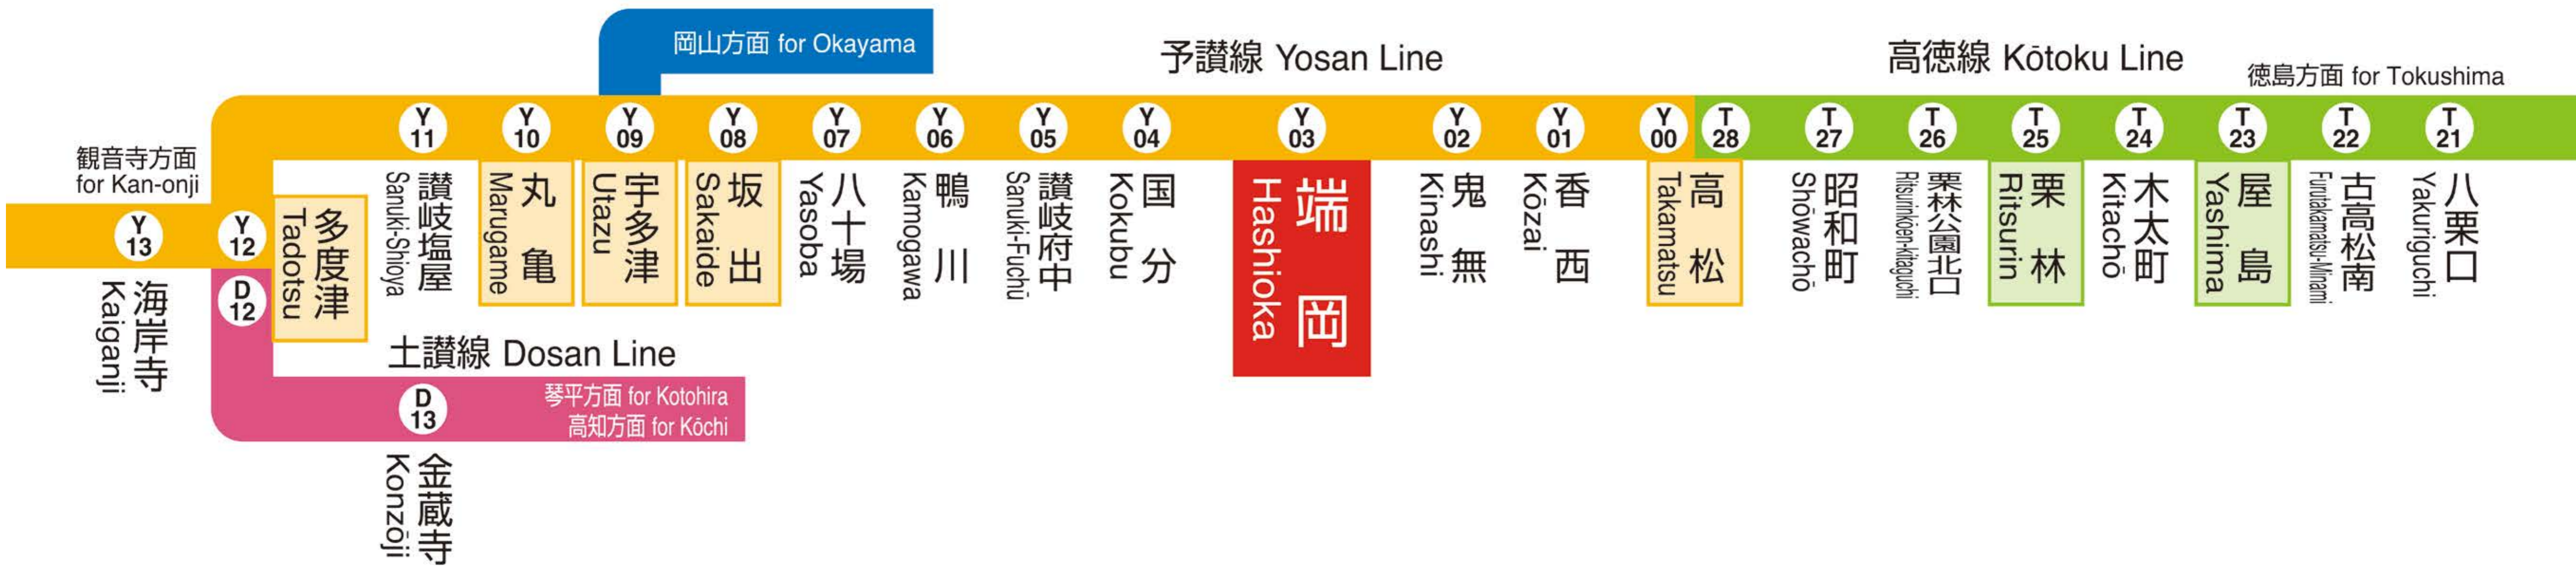 岡山方面 for Okayama
予讃線 Yosan Line
高徳線 Kōtoku Line
徳島方面 for Tokushima
観音寺方面
for Kan-onji
Y
13
海岸寺
Kaiganji
Y
12
D
12
多度津
Tadotsu
Y
11
讃岐塩屋
Sanuki-Shioya
Y
10
丸亀
Marugame
Y
09
宇多津
Utazu
Y
08
坂出
Sakaide
Y
07
八十場
Yasoba
Y
06
鴨川
Kamogawa
Y
05
讃岐府中
Sanuki-Fuchū
Y
04
国分
Kokubu
Y
03
端岡
Hashioka
Y
02
鬼無
Kinashi
Y
01
香西
Kōzai
Y
00
T
28
高松
Takamatsu
T
27
昭和町
Shōwachō
T
26
栗林公園北口
Ritsurinkōen-kitaguchi
T
25
栗林
Ritsurin
T
24
木太町
Kitachō
T
23
屋島
Yashima
T
22
古高松南
Furutakamatsu-Minami
T
21
八栗口
Yakuriguchi
土讃線 Dosan Line
琴平方面 for Kotohira
高知方面 for Kōchi
D
13
金蔵寺
Konzōji